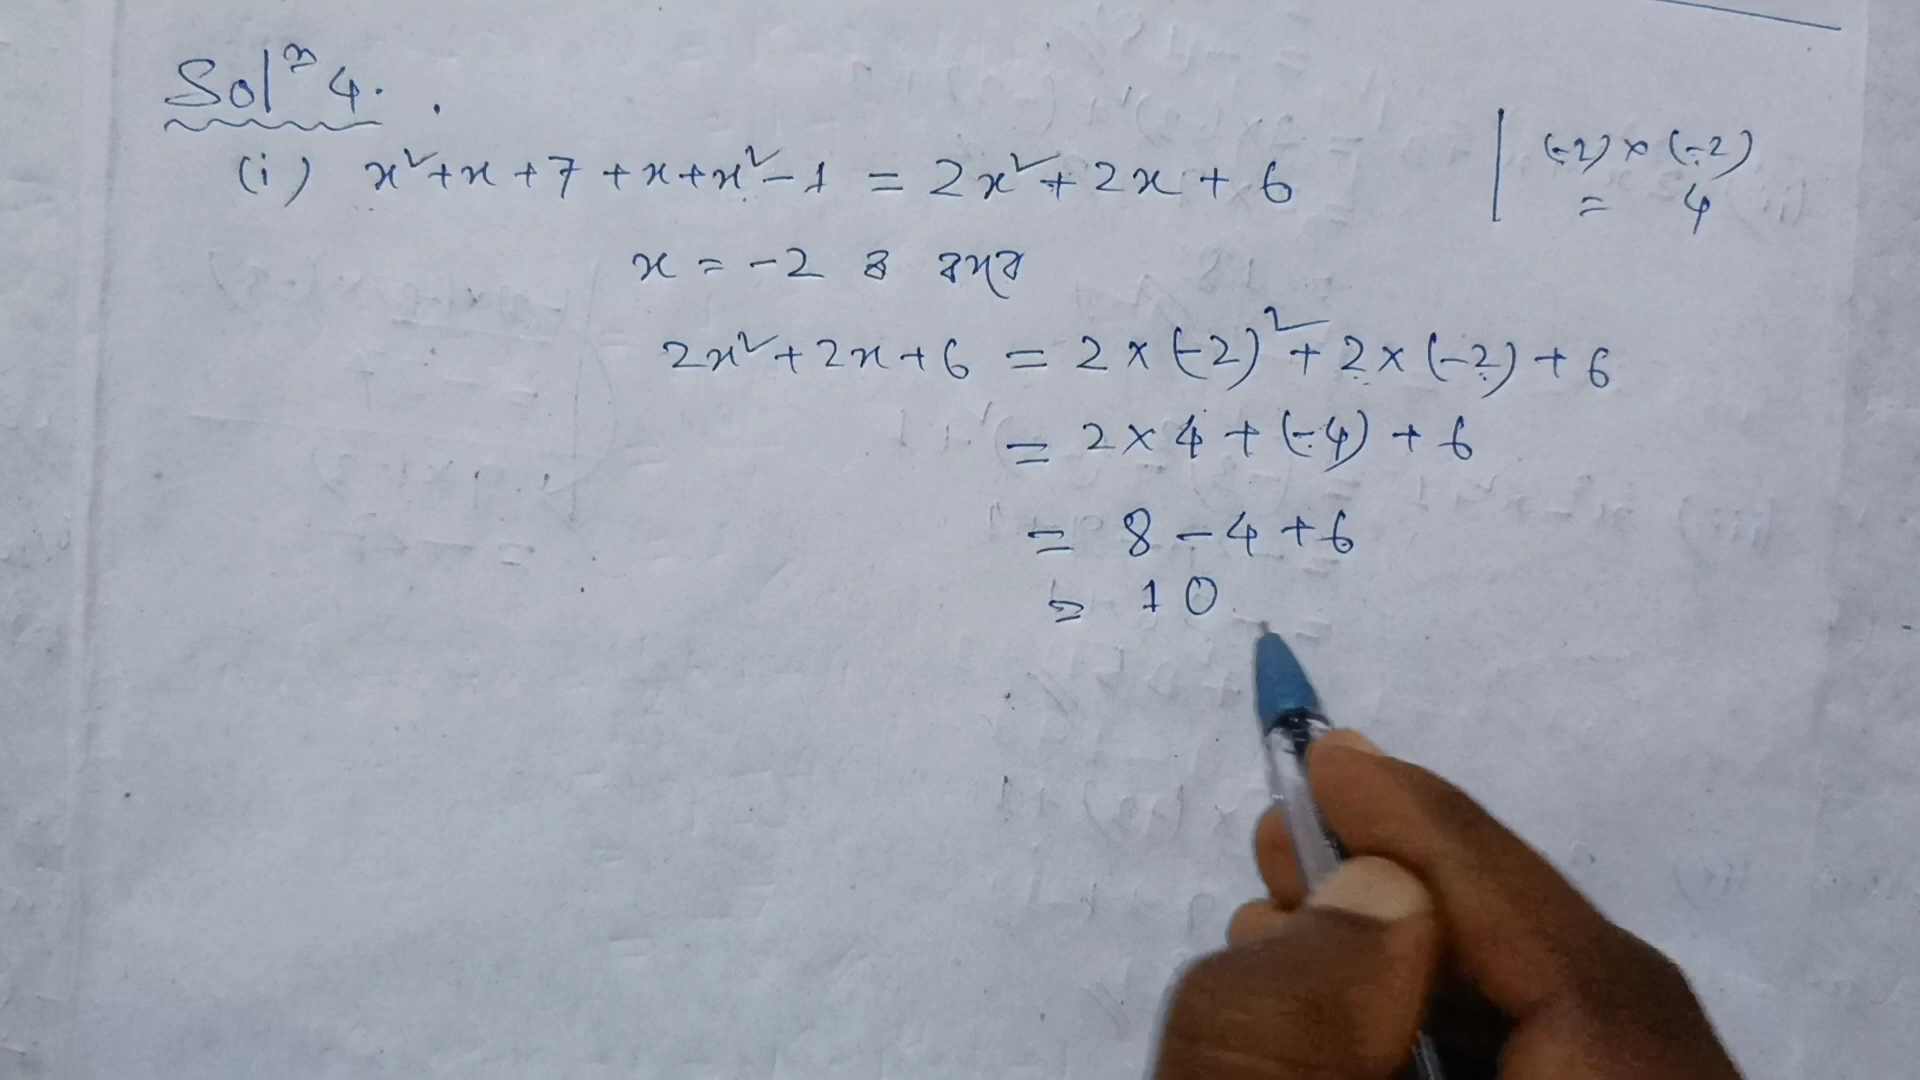 Solⁿ 4.
(i) x²+x+7+x+x²-1 = 2x²+2x+6
(-2)×(-2)
= 4
x = -2
2x²+2x+6 = 2×(-2)²+2×(-2)+6
= 2×4+(-4)+6
= 8-4+6
= 10